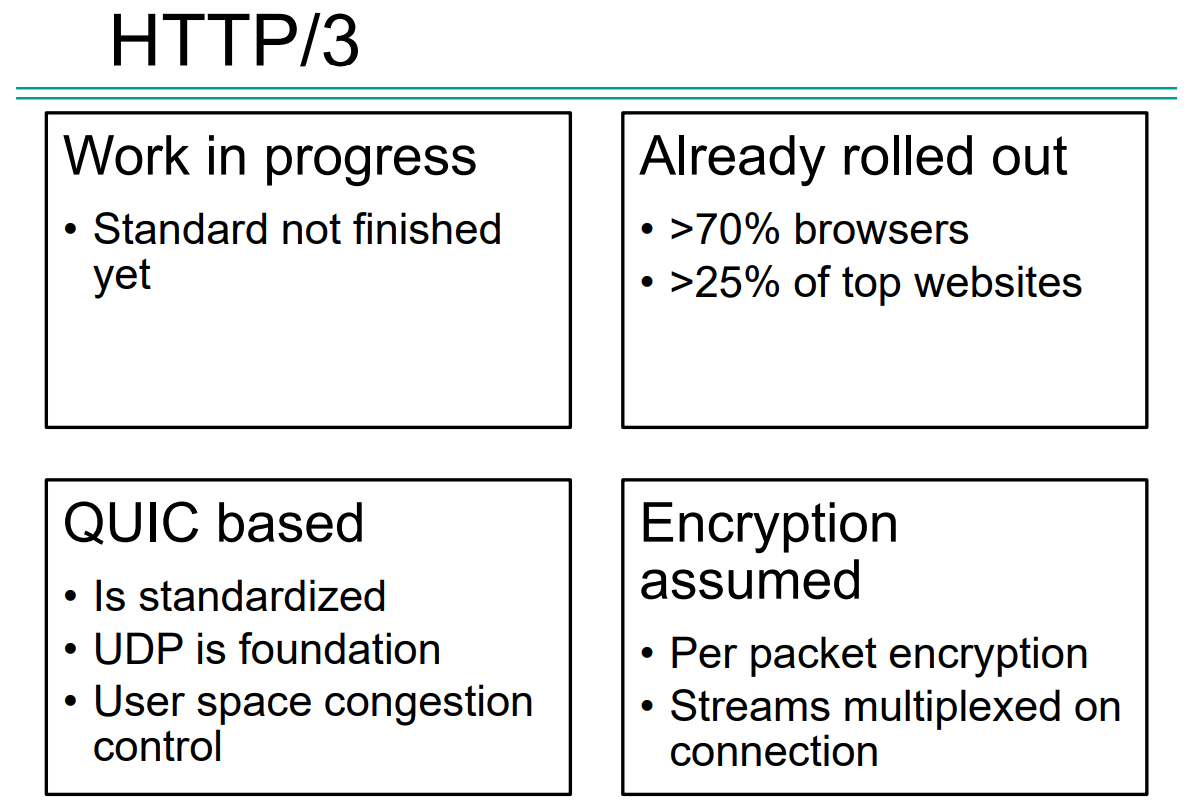 HTTP/3
Work in progress
• Standard not finished
yet
Already rolled out
• >70% browsers
• >25% of top websites
QUIC based
• Is standardized
• UDP is foundation
• User space congestion
control
Encryption
assumed
• Per packet encryption
• Streams multiplexed on
connection